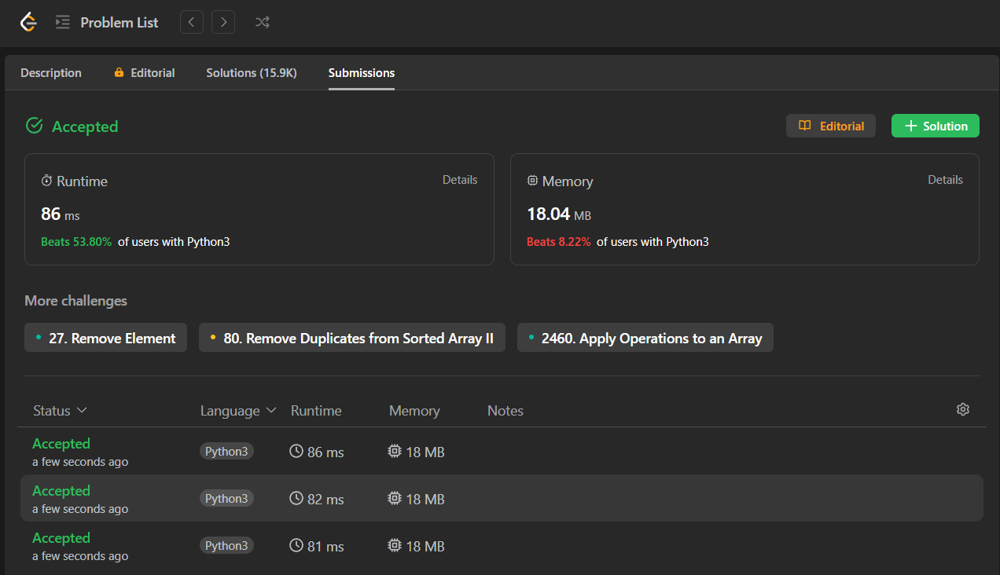 Problem List
Description Editorial Solutions (15.9K) Submissions
Accepted Editorial Solution
Runtime Details Memory Details
86 ms 18.04 MB
Beats 53.80% of users with Python3 Beats 8.22% of users with Python3
More challenges
27. Remove Element 80. Remove Duplicates from Sorted Array II 2460. Apply Operations to an Array
Status Language Runtime Memory Notes
Accepted
a few seconds ago Python3 86 ms 18 MB
Accepted
a few seconds ago Python3 82 ms 18 MB
Accepted
a few seconds ago Python3 81 ms 18 MB